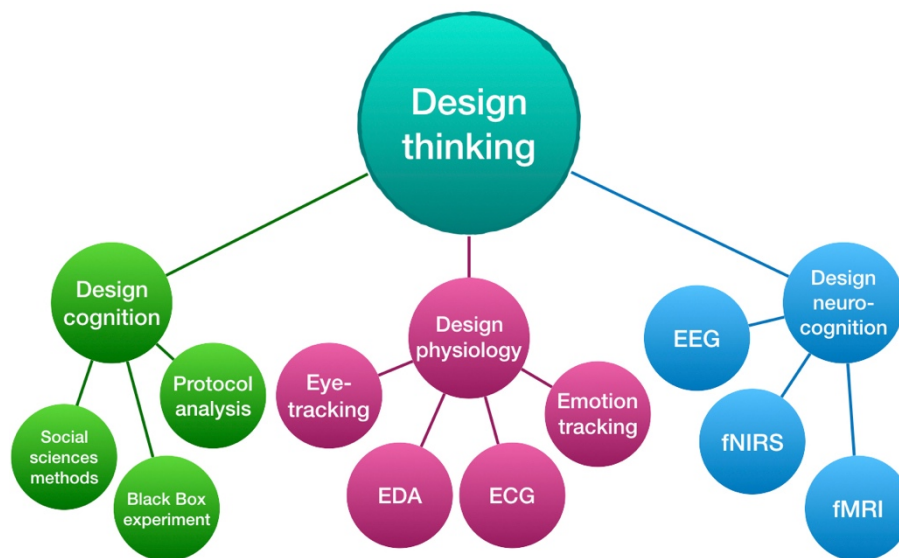 Design
thinking
Design
cognition
Protocol
analysis
Social
sciences
methods
Black Box
experiment
Design
physiology
Eye-
tracking
EDA
ECG
Emotion
tracking
Design
neuro-
cognition
EEG
fNIRS
fMRI